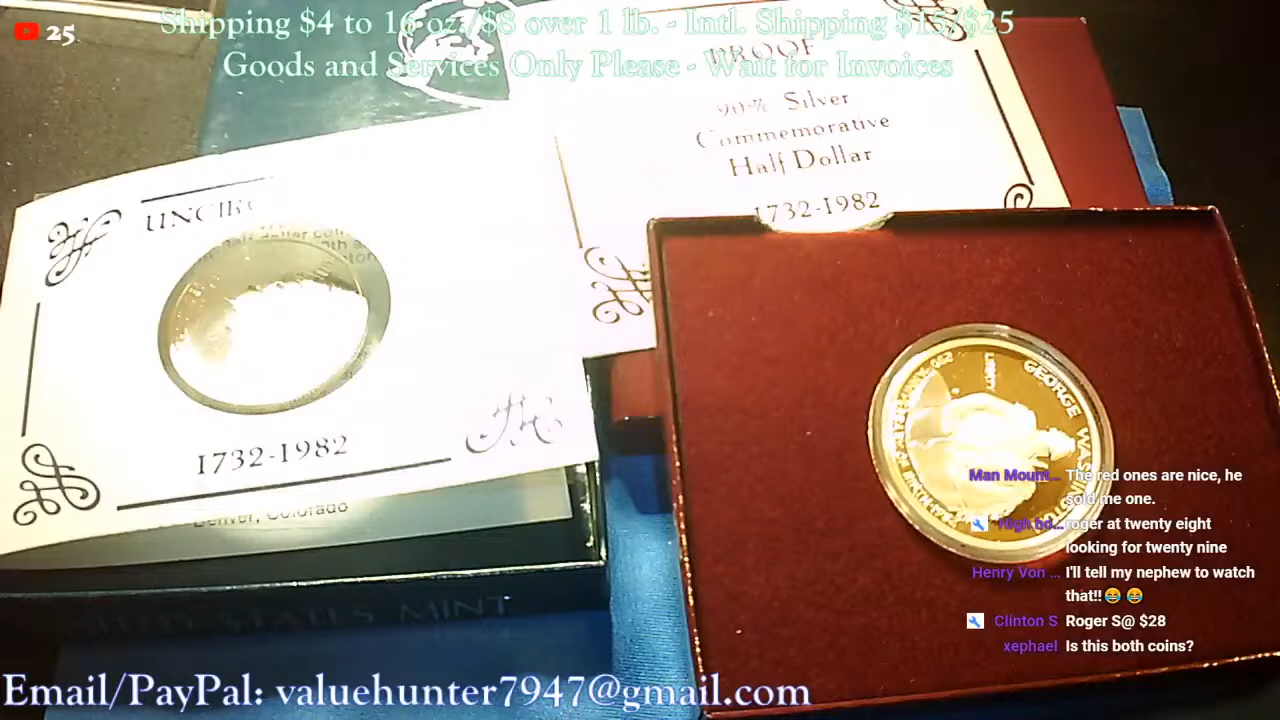 25
Shipping $4 to 16 oz./$8 over 1 lb. - Intl. Shipping $15/$25
Goods and Services Only Please - Wait for Invoices
PROOF
90% Silver
Commemorative
Half Dollar
1732-1982
1732-1982
Denver, Colorado
UNITED STATES MINT
GEORGE
Man Mount... The red ones are nice, he
sold me one.
High bd... roger at twenty eight
looking for twenty nine
Henry Von ... I'll tell my nephew to watch
that!!😂 😂
Clinton S Roger S@ $28
xephael Is this both coins?
Email/PayPal: valuehunter7947@gmail.com